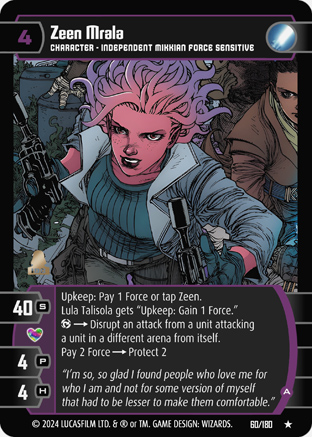 4
Zeen Mrala
CHARACTER - INDEPENDENT MIKKIAN FORCE SENSITIVE
40 S
4 P
4 H
Upkeep: Pay 1 Force or tap Zeen.
Lula Talisola gets “Upkeep: Gain 1 Force.”
→ Disrupt an attack from a unit attacking
a unit in a different arena from itself.
Pay 2 Force → Protect 2
“I’m so, so glad I found people who love me for
who I am and not for some version of myself
that had to be lesser to make them comfortable.”
A
© 2024 LUCASFILM LTD. & ® OR TM. GAME DESIGN: WIZARDS.
60/180 ★